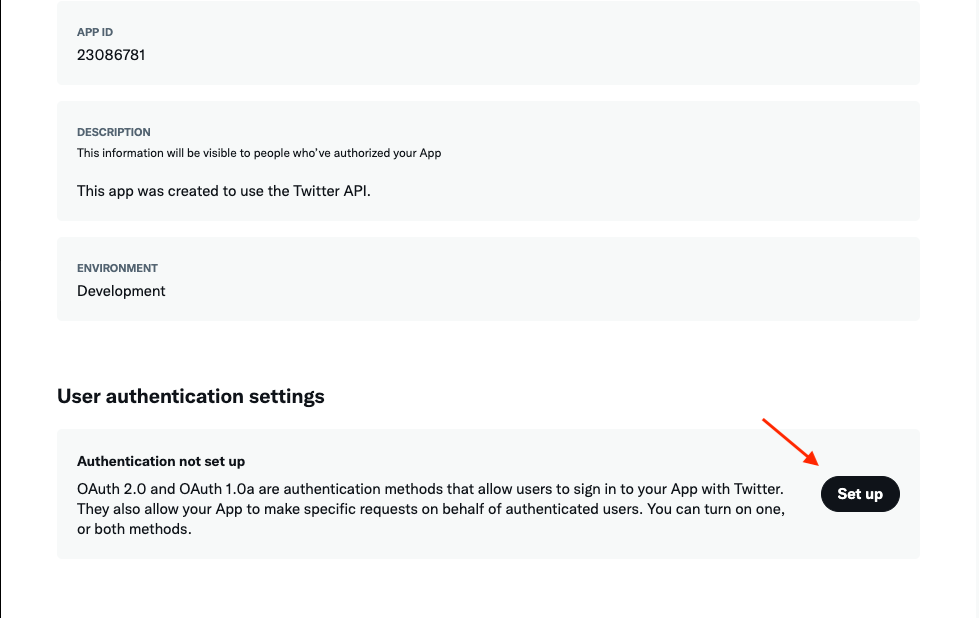 APP ID
23086781
DESCRIPTION
This information will be visible to people who've authorized your App
This app was created to use the Twitter API.
ENVIRONMENT
Development
User authentication settings
Authentication not set up
OAuth 2.0 and OAuth 1.0a are authentication methods that allow users to sign in to your App with Twitter.
They also allow your App to make specific requests on behalf of authenticated users. You can turn on one,
or both methods.
Set up